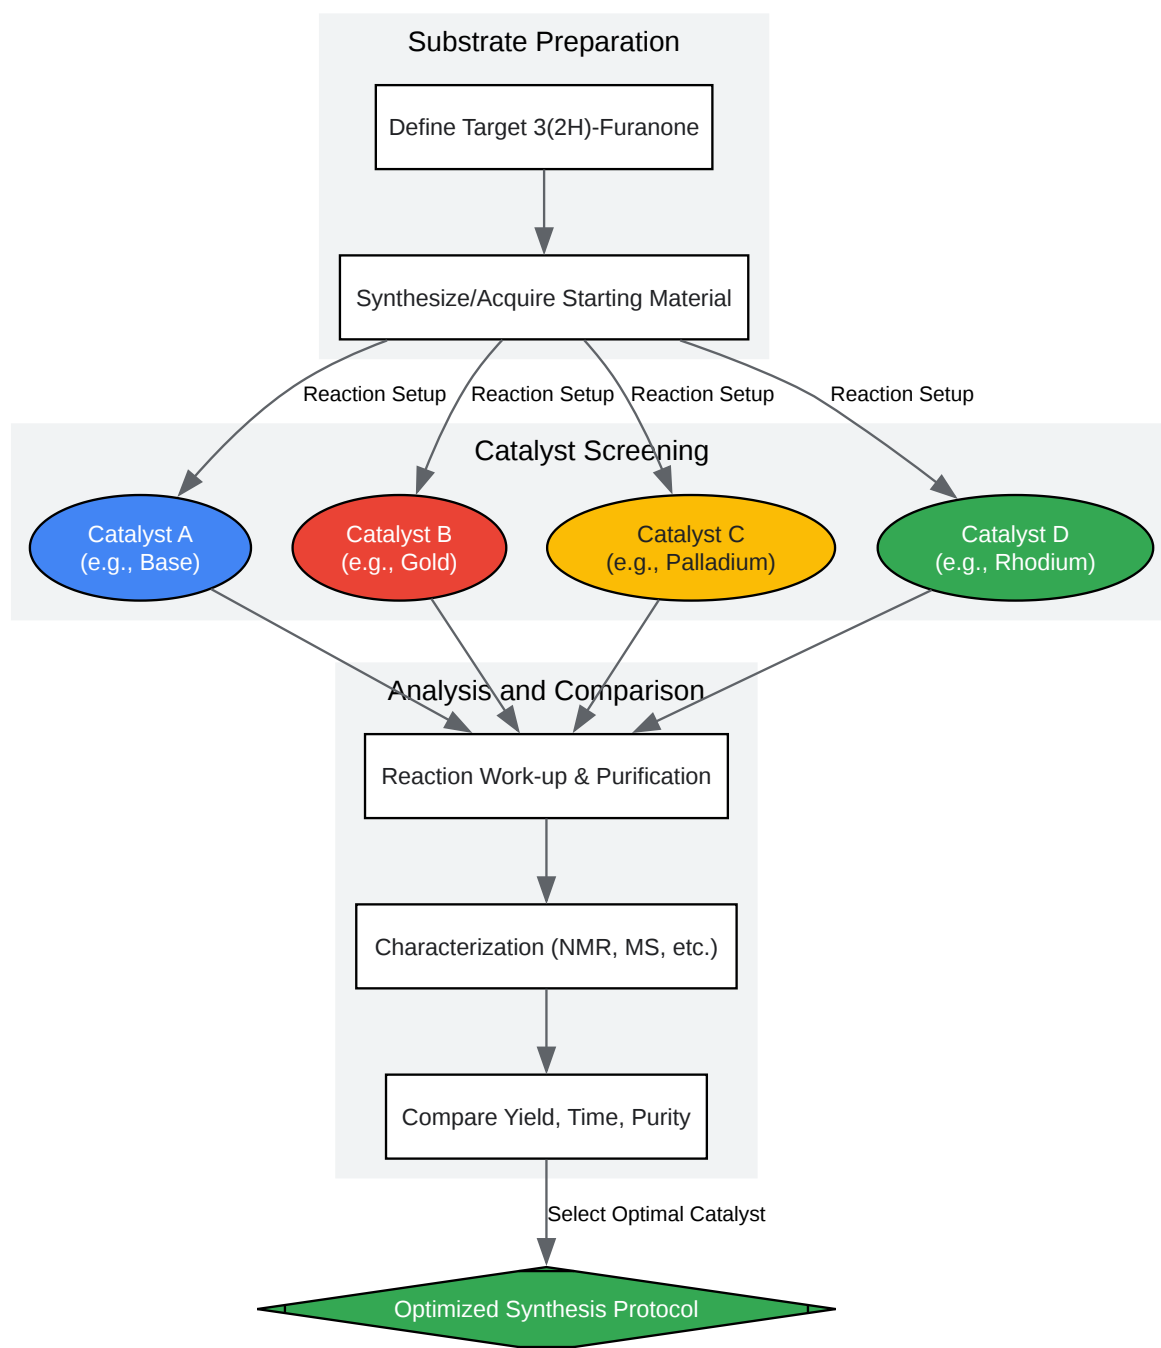 Substrate Preparation
Define Target 3(2H)-Furanone
Synthesize/Acquire Starting Material
Reaction Setup
Reaction Setup
Reaction Setup
Reaction Setup
Catalyst Screening
Catalyst A
(e.g., Base)
Catalyst B
(e.g., Gold)
Catalyst C
(e.g., Palladium)
Catalyst D
(e.g., Rhodium)
Analysis and Comparison
Reaction Work-up & Purification
Characterization (NMR, MS, etc.)
Compare Yield, Time, Purity
Select Optimal Catalyst
Optimized Synthesis Protocol